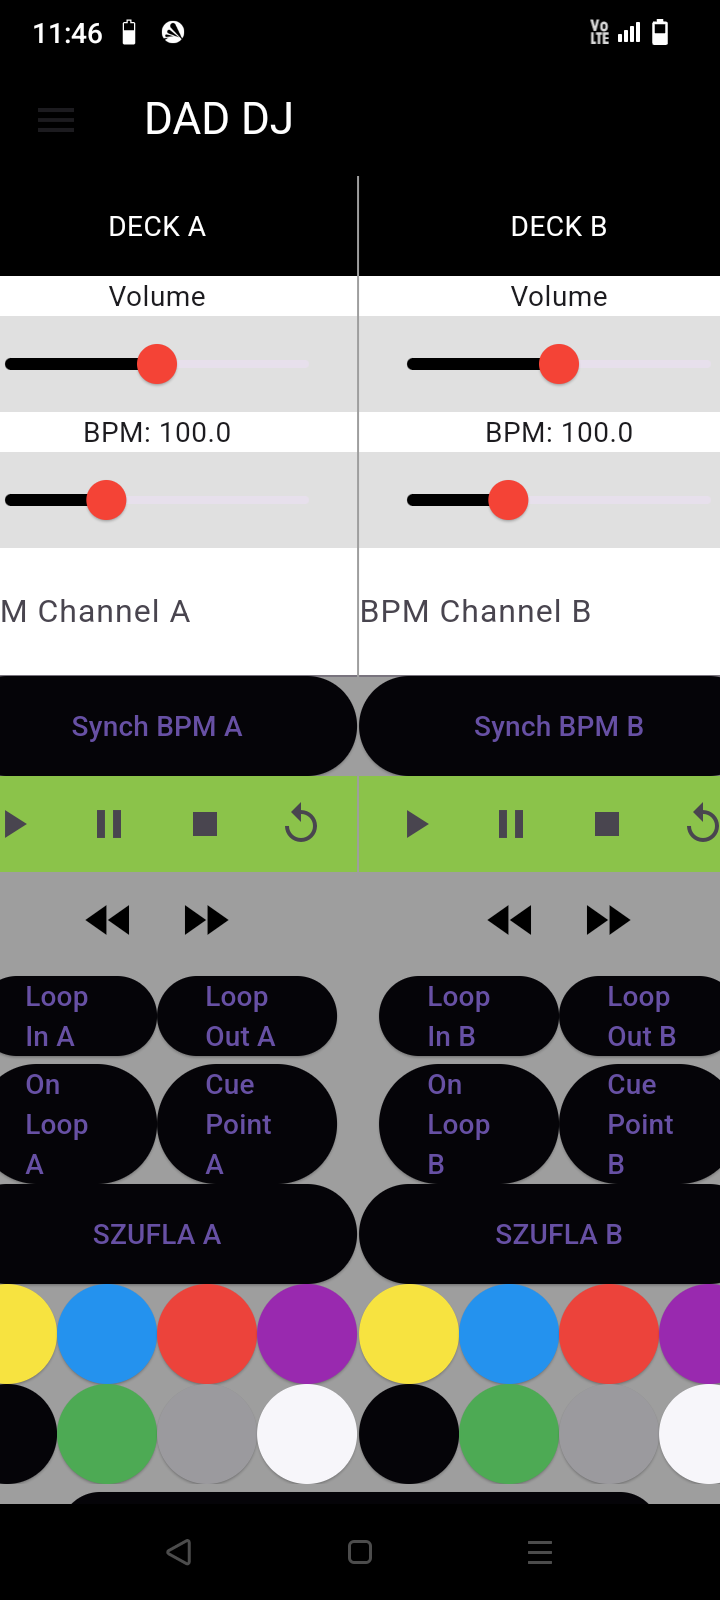 11:46
Vo LTE
DAD DJ
DECK A
DECK B
Volume
Volume
BPM: 100.0
BPM: 100.0
M Channel A
BPM Channel B
Synch BPM A
Synch BPM B
Loop
In A
Loop
Out A
Loop
In B
Loop
Out B
On
Loop
A
Cue
Point
A
On
Loop
B
Cue
Point
B
SZUFLA A
SZUFLA B